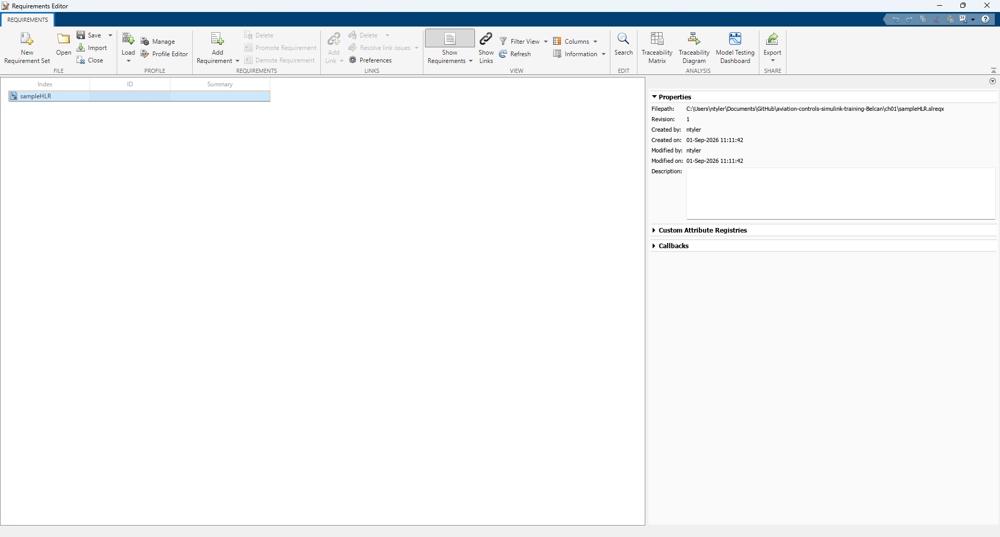 Requirements Editor
REQUIREMENTS
New Requirement Set
Open
Save
Import
Close
FILE
Load
Manage
Profile Editor
PROFILE
Add Requirement
Delete
Promote Requirement
Demote Requirement
REQUIREMENTS
Add Link
Delete
Resolve link issues
Preferences
LINKS
Show Requirements
Show Links
Filter View
Refresh
Columns
Information
VIEW
Search
EDIT
Traceability Matrix
Traceability Diagram
Model Testing Dashboard
ANALYSIS
Export
SHARE
Index ID Summary
sampleHLR
Properties
Filepath: C:\Users\ntyler\Documents\GitHub\aviation-controls-simulink-training-Belcan\ch01\sampleHLR.slreqx
Revision: 1
Created by: ntyler
Created on: 01-Sep-2026 11:11:42
Modified by: ntyler
Modified on: 01-Sep-2026 11:11:42
Description:
Custom Attribute Registries
Callbacks